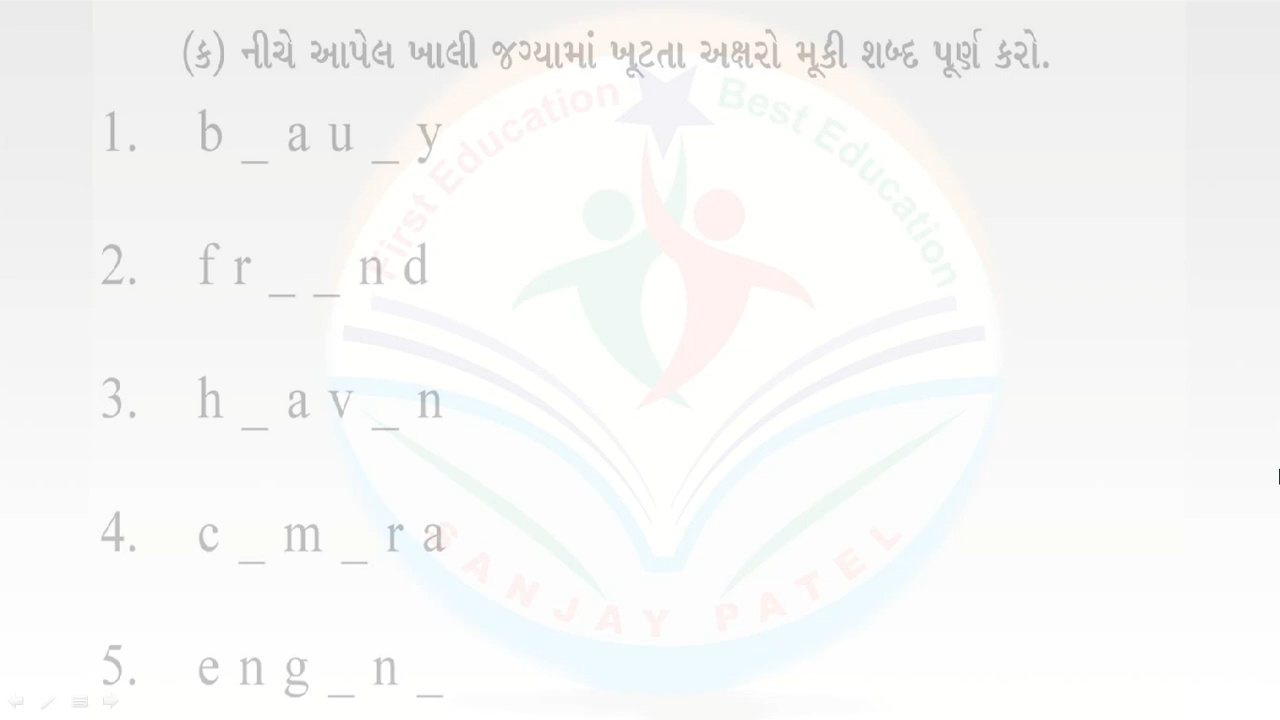 (ક) નીચે આપેલ ખાલી જગ્યામાં ખૂટતા અક્ષરો મૂકી શબ્દ પૂર્ણ કરો.
First Education Best Education
1. b _ a u _ y
2. f r _ _ n d
3. h _ a v _ n
4. c _ m _ r a
SANJAY PATEL
5. e n g _ n _